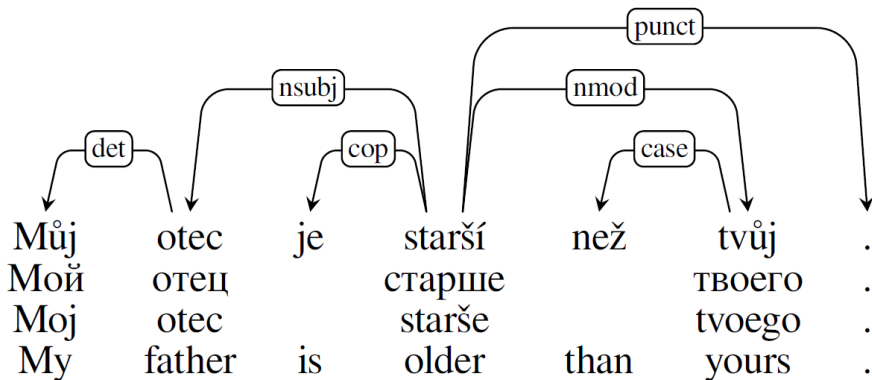 punct
nsubj nmod
det cop case
Můj otec je starší než tvůj .
Мой отец старше твоего .
Moj otec starše tvoego .
My father is older than yours .